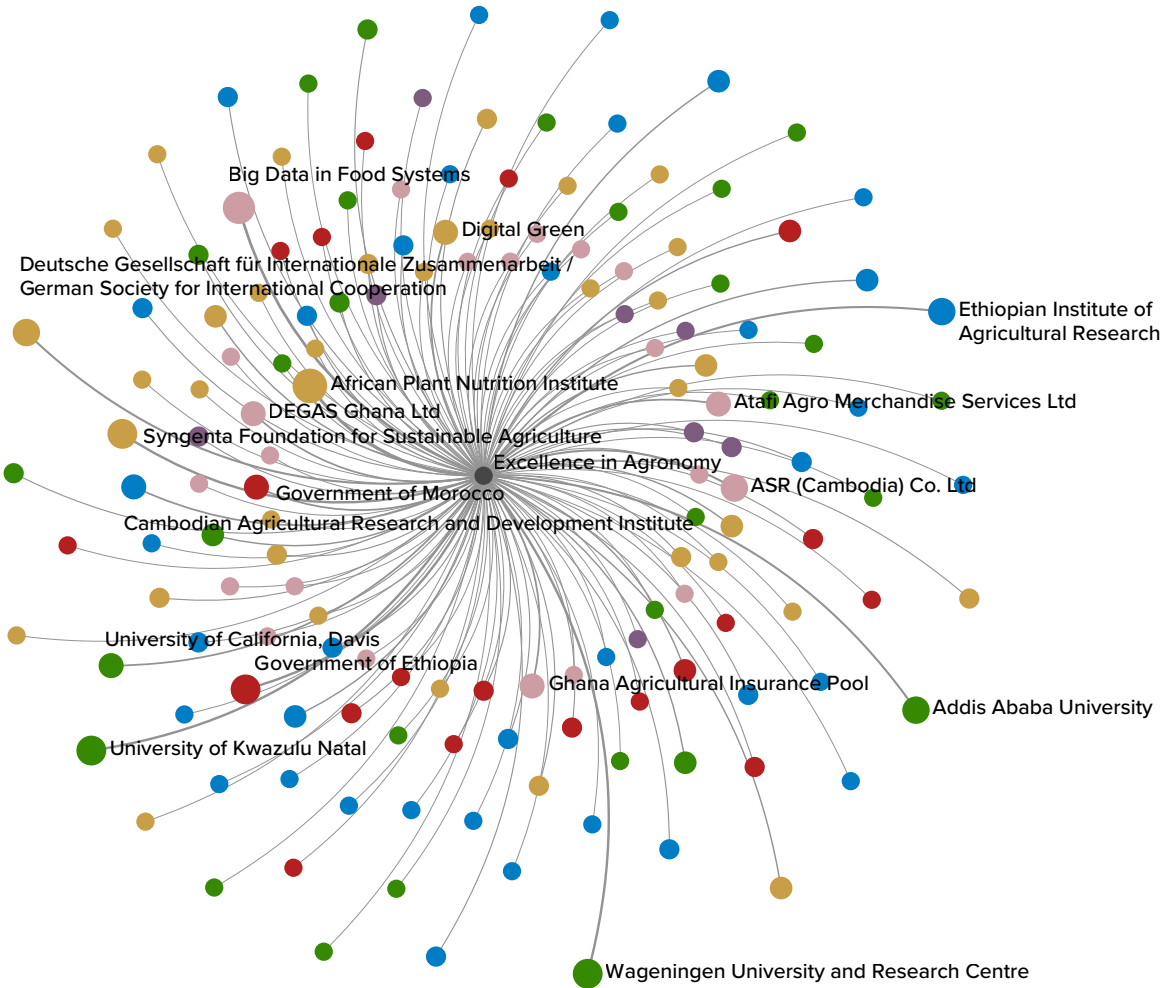 Big Data in Food Systems
Digital Green
Deutsche Gesellschaft für Internationale Zusammenarbeit /
German Society for International Cooperation
Ethiopian Institute of
Agricultural Research
African Plant Nutrition Institute
Atafi Agro Merchandise Services Ltd
DEGAS Ghana Ltd
Syngenta Foundation for Sustainable Agriculture
Excellence in Agronomy
ASR (Cambodia) Co. Ltd
Government of Morocco
Cambodian Agricultural Research and Development Institute
University of California, Davis
Government of Ethiopia
Ghana Agricultural Insurance Pool
Addis Ababa University
University of Kwazulu Natal
Wageningen University and Research Centre